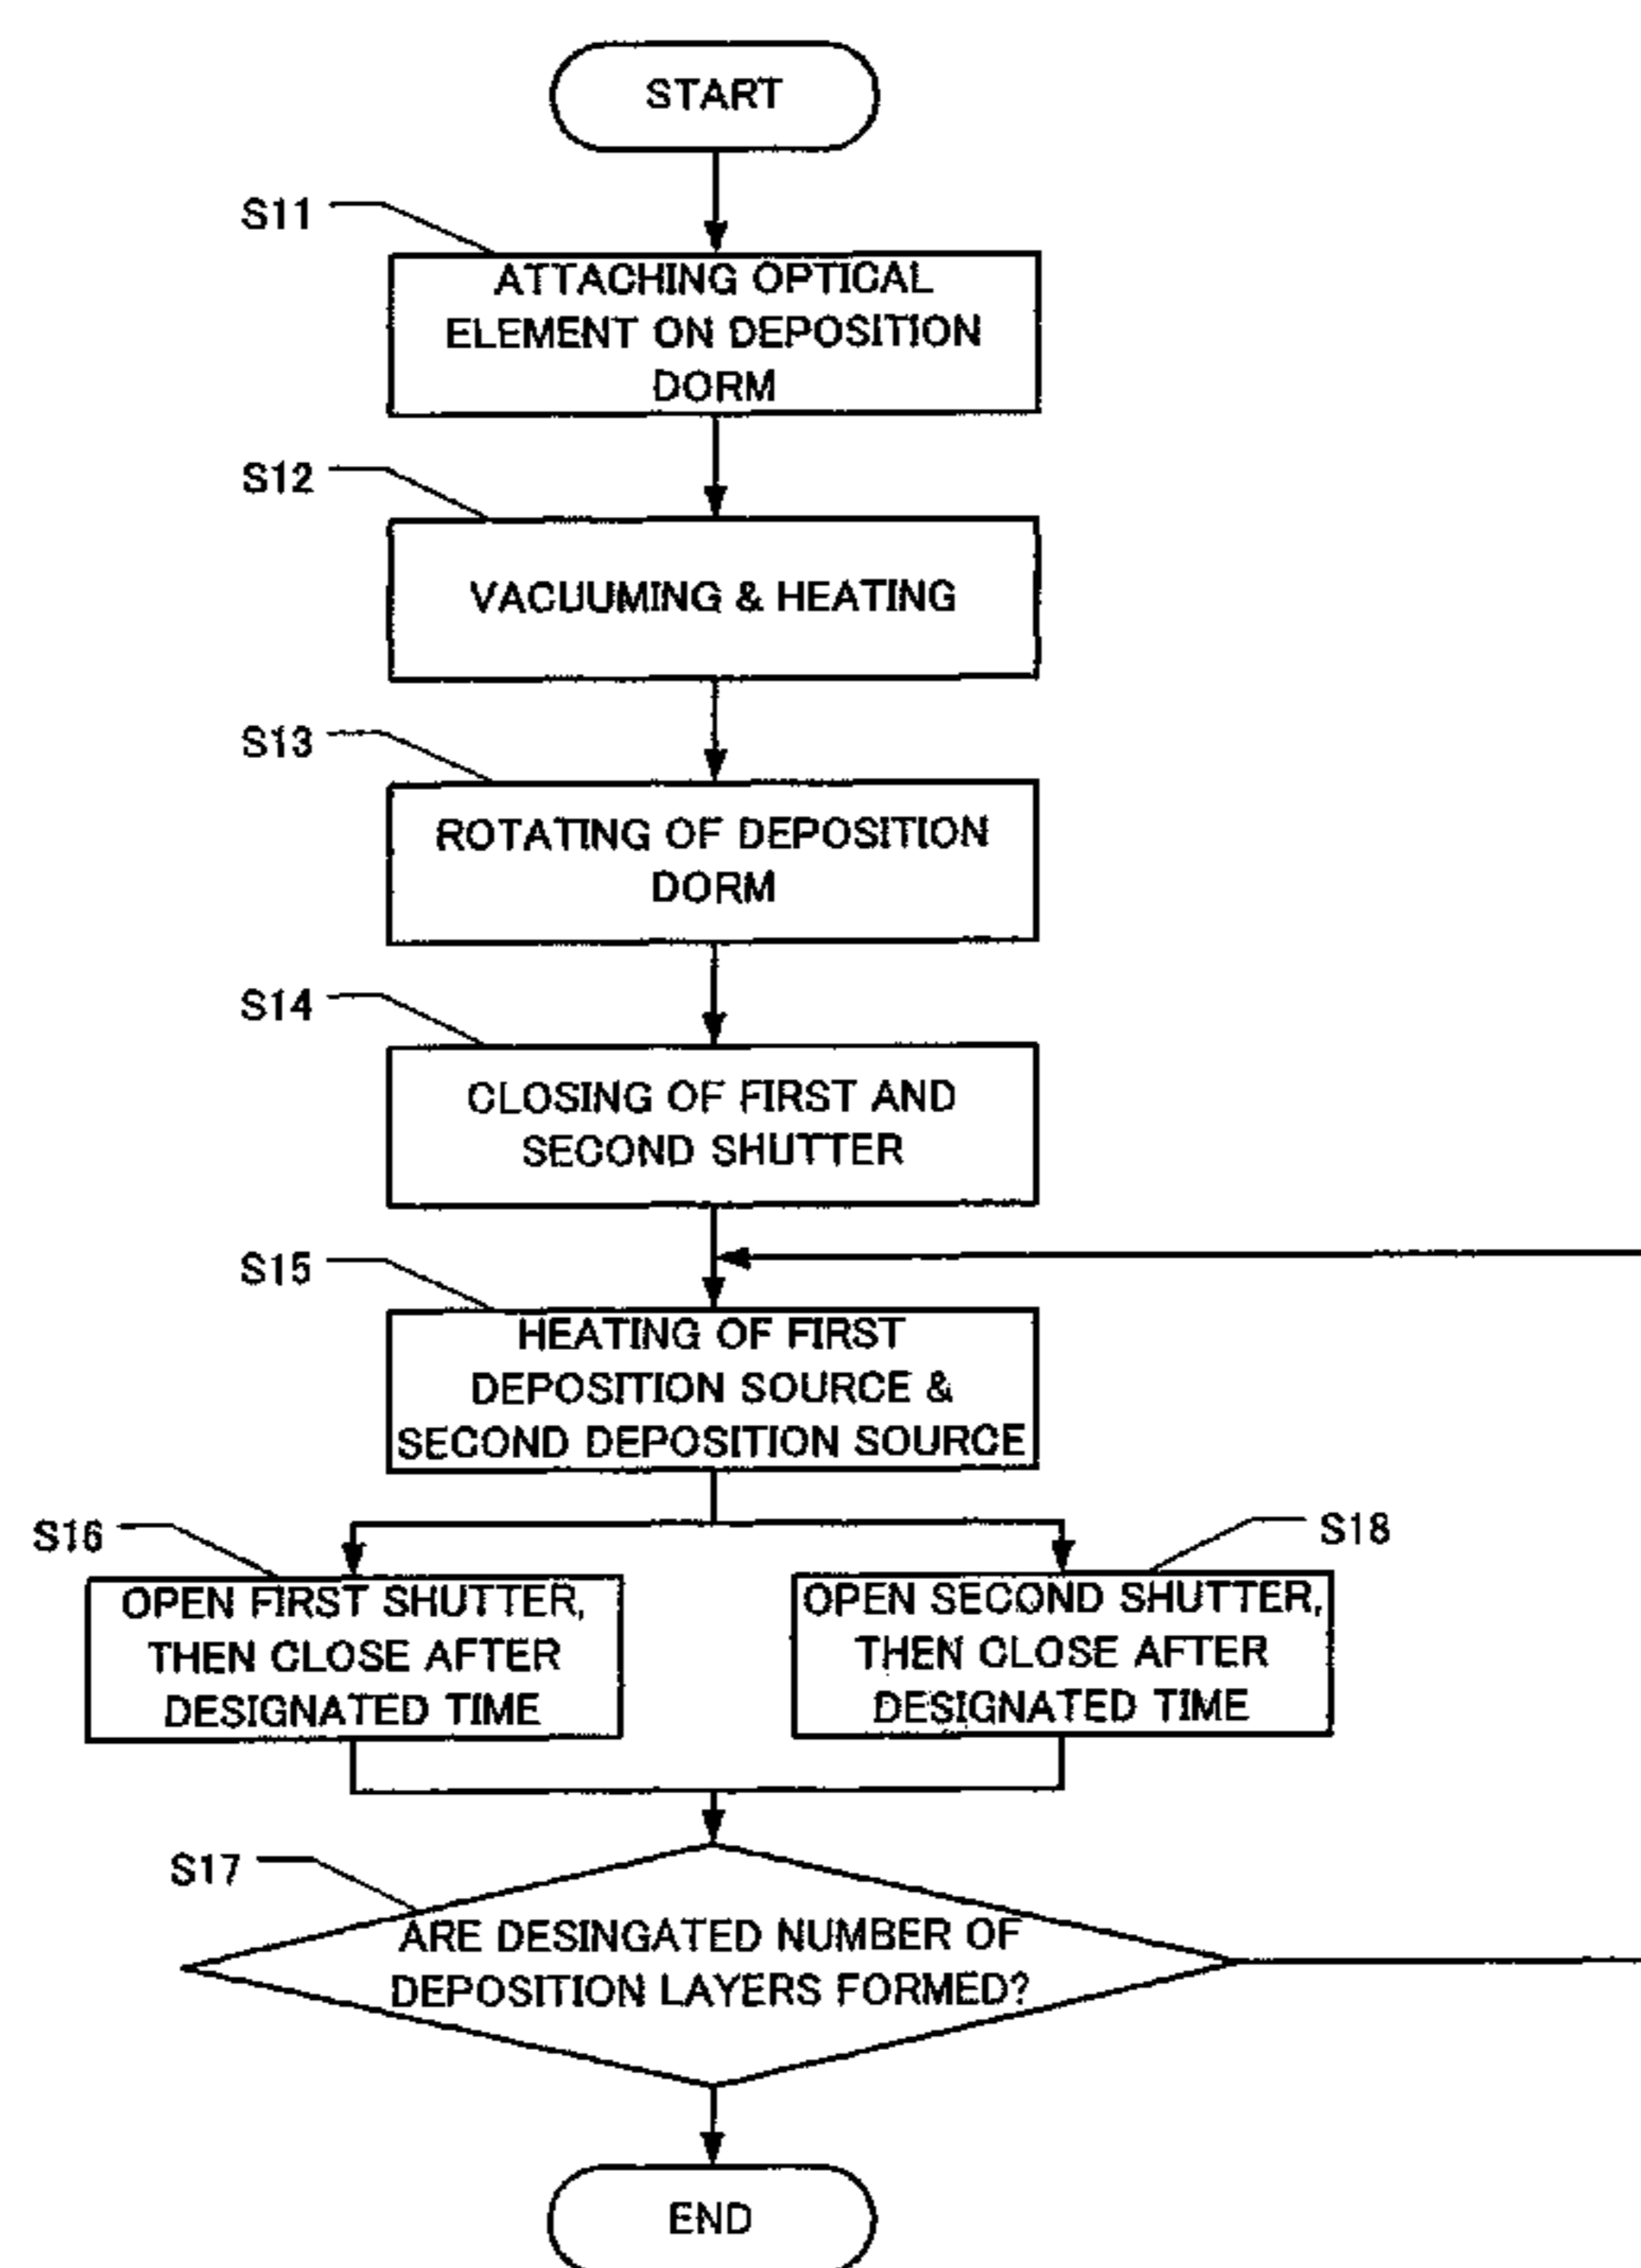 START
S11
ATTACHING OPTICAL
ELEMENT ON DEPOSITION
DORM
S12
VACUUMING & HEATING
S13
ROTATING OF DEPOSITION
DORM
S14
CLOSING OF FIRST AND
SECOND SHUTTER
S15
HEATING OF FIRST
DEPOSITION SOURCE &
SECOND DEPOSITION SOURCE
S16
OPEN FIRST SHUTTER,
THEN CLOSE AFTER
DESIGNATED TIME
S18
OPEN SECOND SHUTTER,
THEN CLOSE AFTER
DESIGNATED TIME
S17
ARE DESINGATED NUMBER OF
DEPOSITION LAYERS FORMED?
END